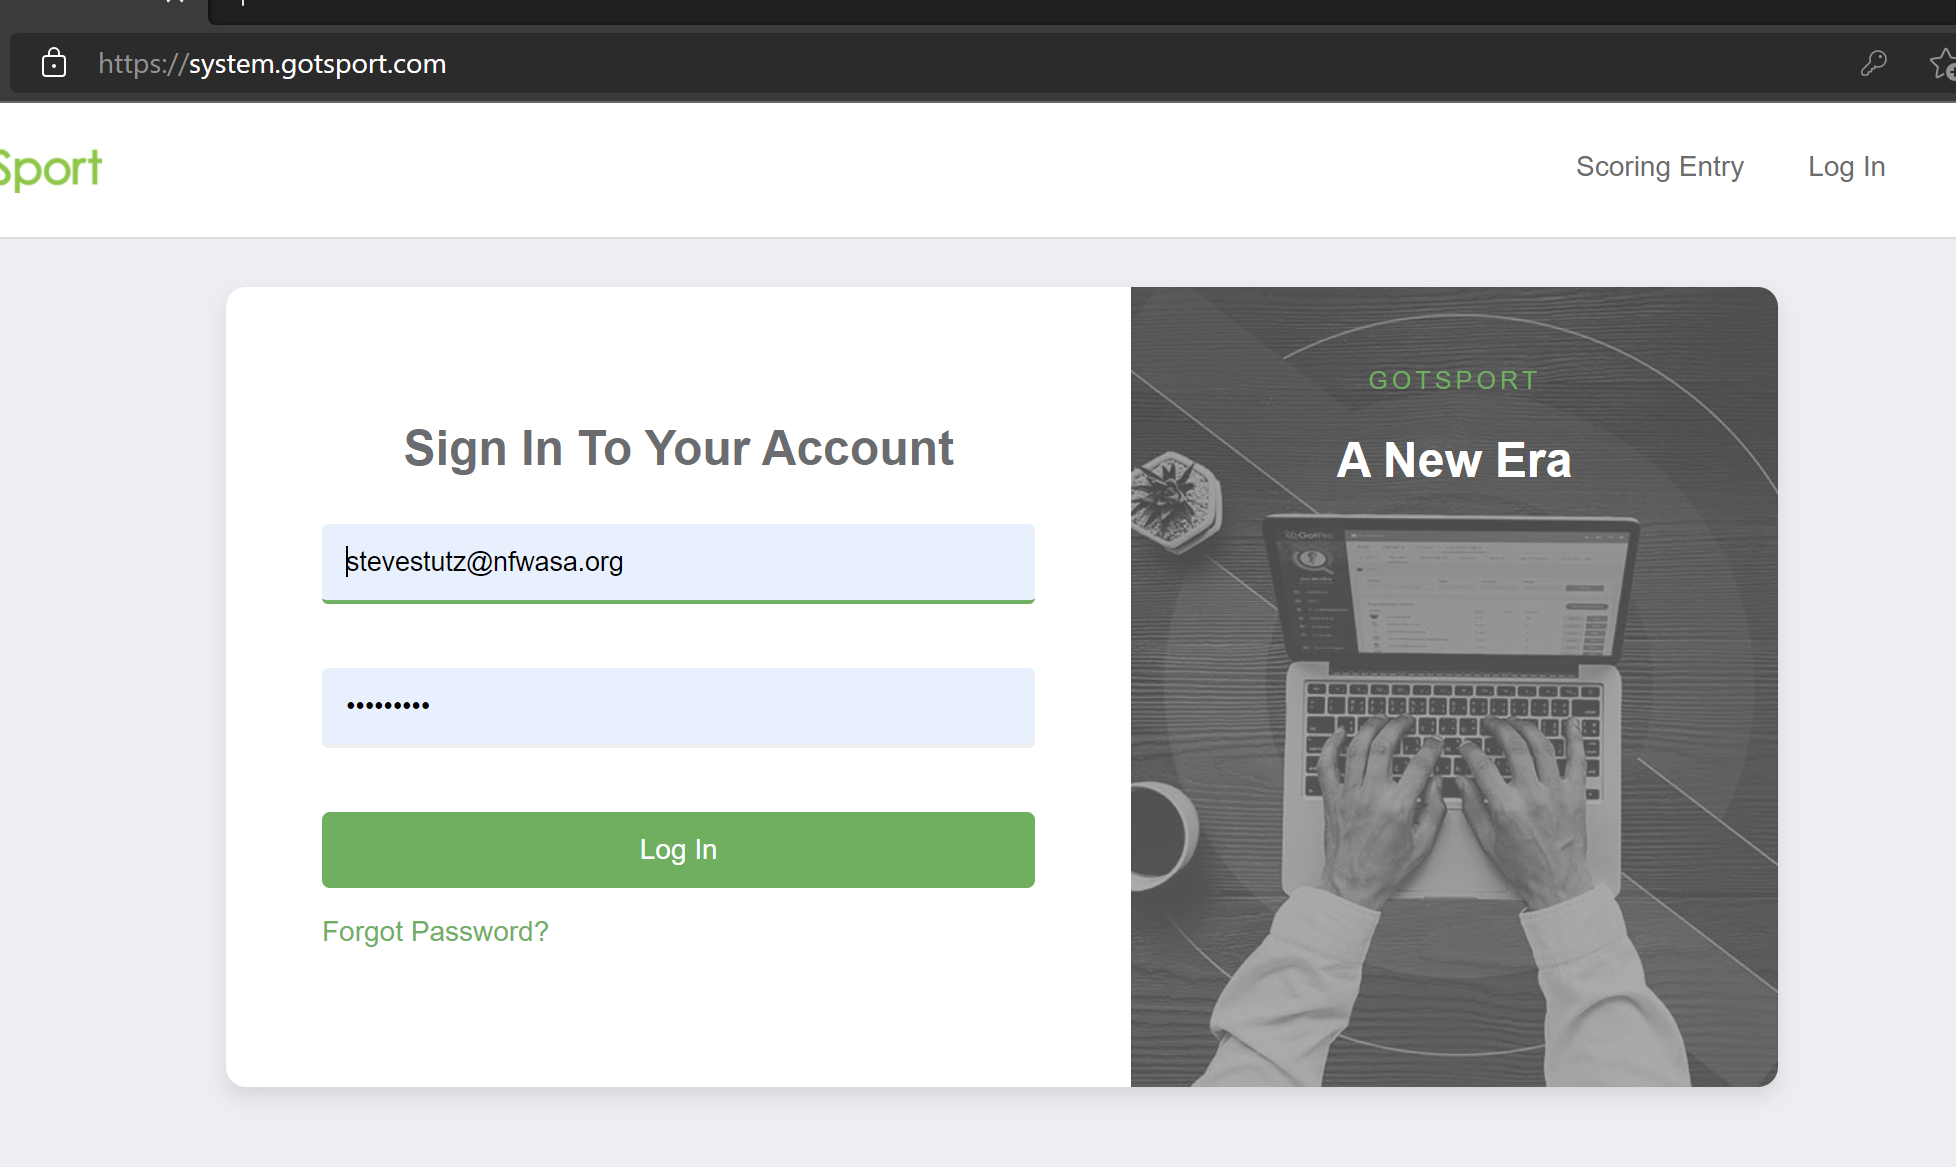 https://system.gotsport.com
Sport
Scoring Entry
Log In
Sign In To Your Account
stevestutz@nfwasa.org
•••••••••
Log In
Forgot Password?
GOTSPORT
A New Era